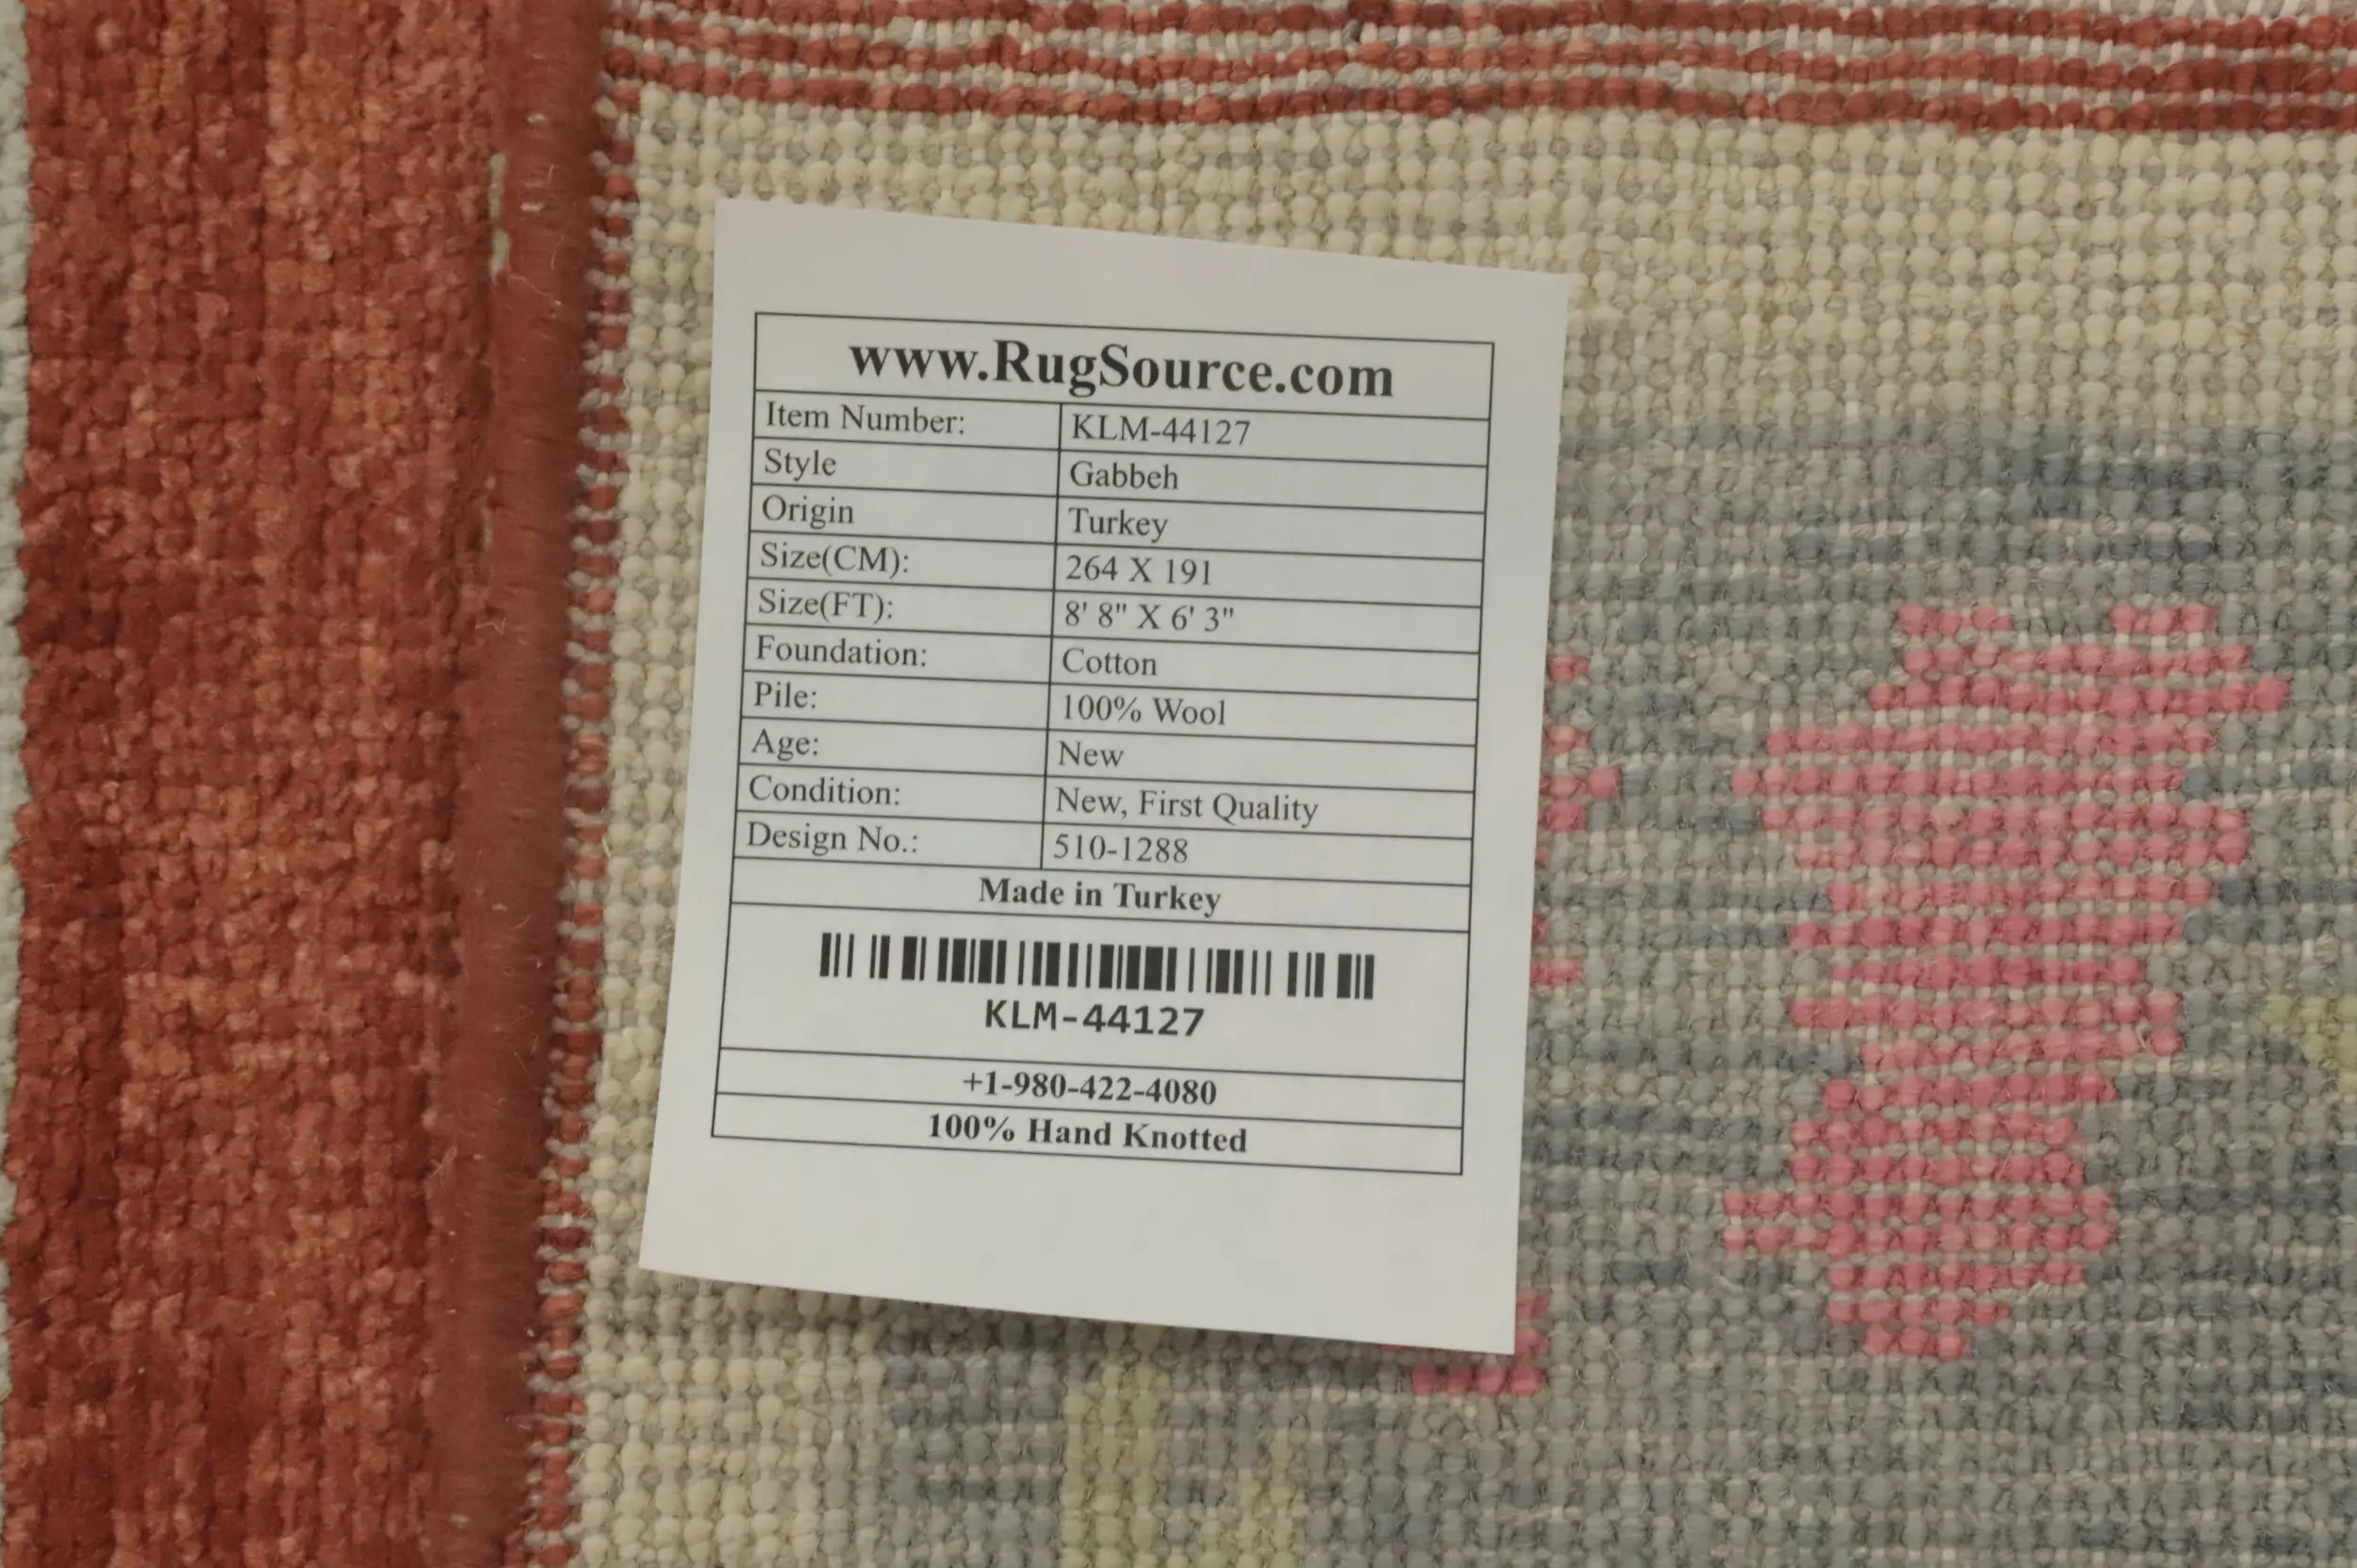 www.RugSource.com
Item Number: KLM-44127
Style Gabbeh
Origin Turkey
Size(CM): 264 X 191
Size(FT): 8' 8" X 6' 3"
Foundation: Cotton
Pile: 100% Wool
Age: New
Condition: New, First Quality
Design No.: 510-1288
Made in Turkey
KLM-44127
+1-980-422-4080
100% Hand Knotted